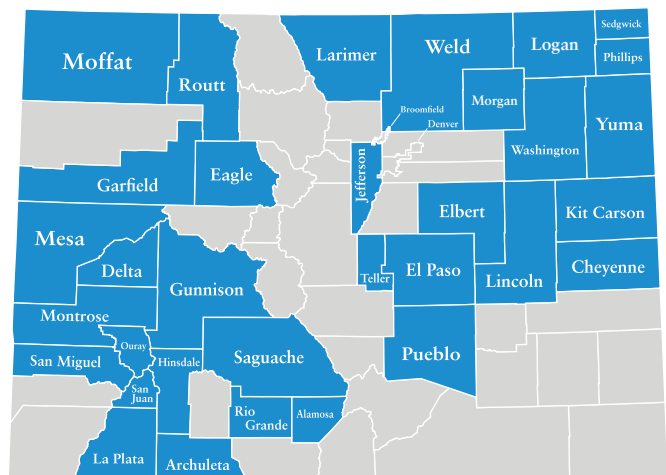 Moffat
Routt
Larimer
Weld
Logan
Sedgwick
Phillips
Morgan
Broomfield
Denver
Washington
Yuma
Garfield
Eagle
Jefferson
Elbert
Kit Carson
Mesa
Delta
Gunnison
Teller
El Paso
Lincoln
Cheyenne
Montrose
Ouray
San Miguel
Hinsdale
Saguache
Pueblo
San
Juan
Rio
Grande
Alamosa
La Plata
Archuleta